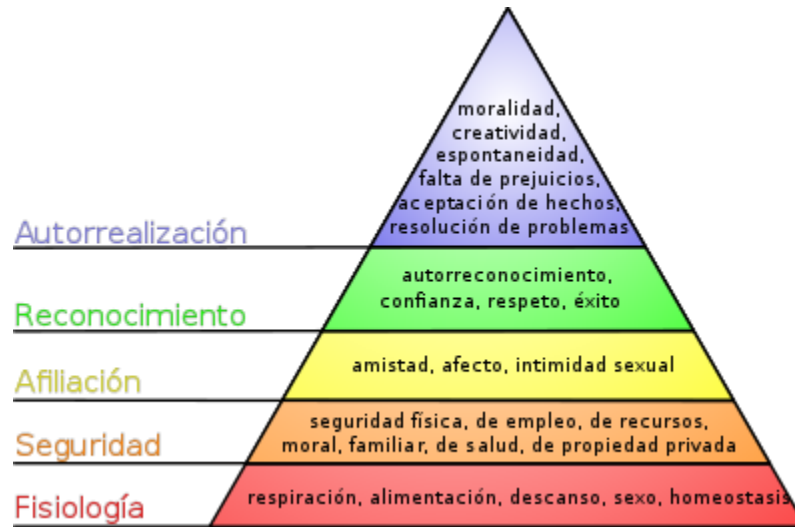 moralidad,
creatividad,
espontaneidad,
falta de prejuicios,
aceptación de hechos,
resolución de problemas
Autorrealización
autorreconocimiento,
confianza, respeto, éxito
Reconocimiento
amistad, afecto, intimidad sexual
Afiliación
seguridad física, de empleo, de recursos,
moral, familiar, de salud, de propiedad privada
Seguridad
respiración, alimentación, descanso, sexo, homeostasis
Fisiología